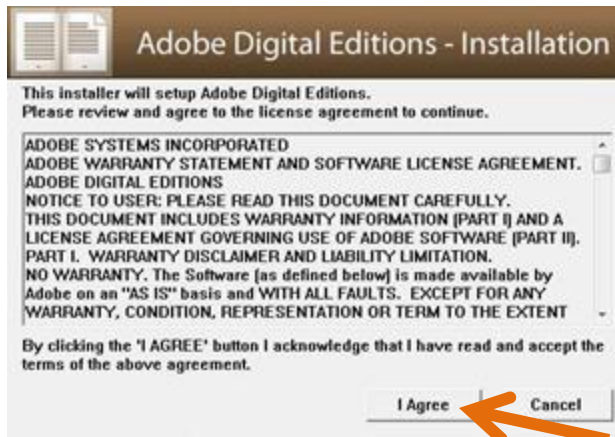 Adobe Digital Editions - Installation
This installer will setup Adobe Digital Editions.
Please review and agree to the license agreement to continue.
ADOBE SYSTEMS INCORPORATED
ADOBE WARRANTY STATEMENT AND SOFTWARE LICENSE AGREEMENT.
ADOBE DIGITAL EDITIONS
NOTICE TO USER: PLEASE READ THIS DOCUMENT CAREFULLY.
THIS DOCUMENT INCLUDES WARRANTY INFORMATION (PART I) AND A
LICENSE AGREEMENT GOVERNING USE OF ADOBE SOFTWARE (PART II).
PART I. WARRANTY DISCLAIMER AND LIABILITY LIMITATION.
NO WARRANTY. The Software (as defined below) is made available by
Adobe on an "AS IS" basis and WITH ALL FAULTS. EXCEPT FOR ANY
WARRANTY, CONDITION, REPRESENTATION OR TERM TO THE EXTENT
By clicking the 'I AGREE' button I acknowledge that I have read and accept the
terms of the above agreement.
I Agree Cancel